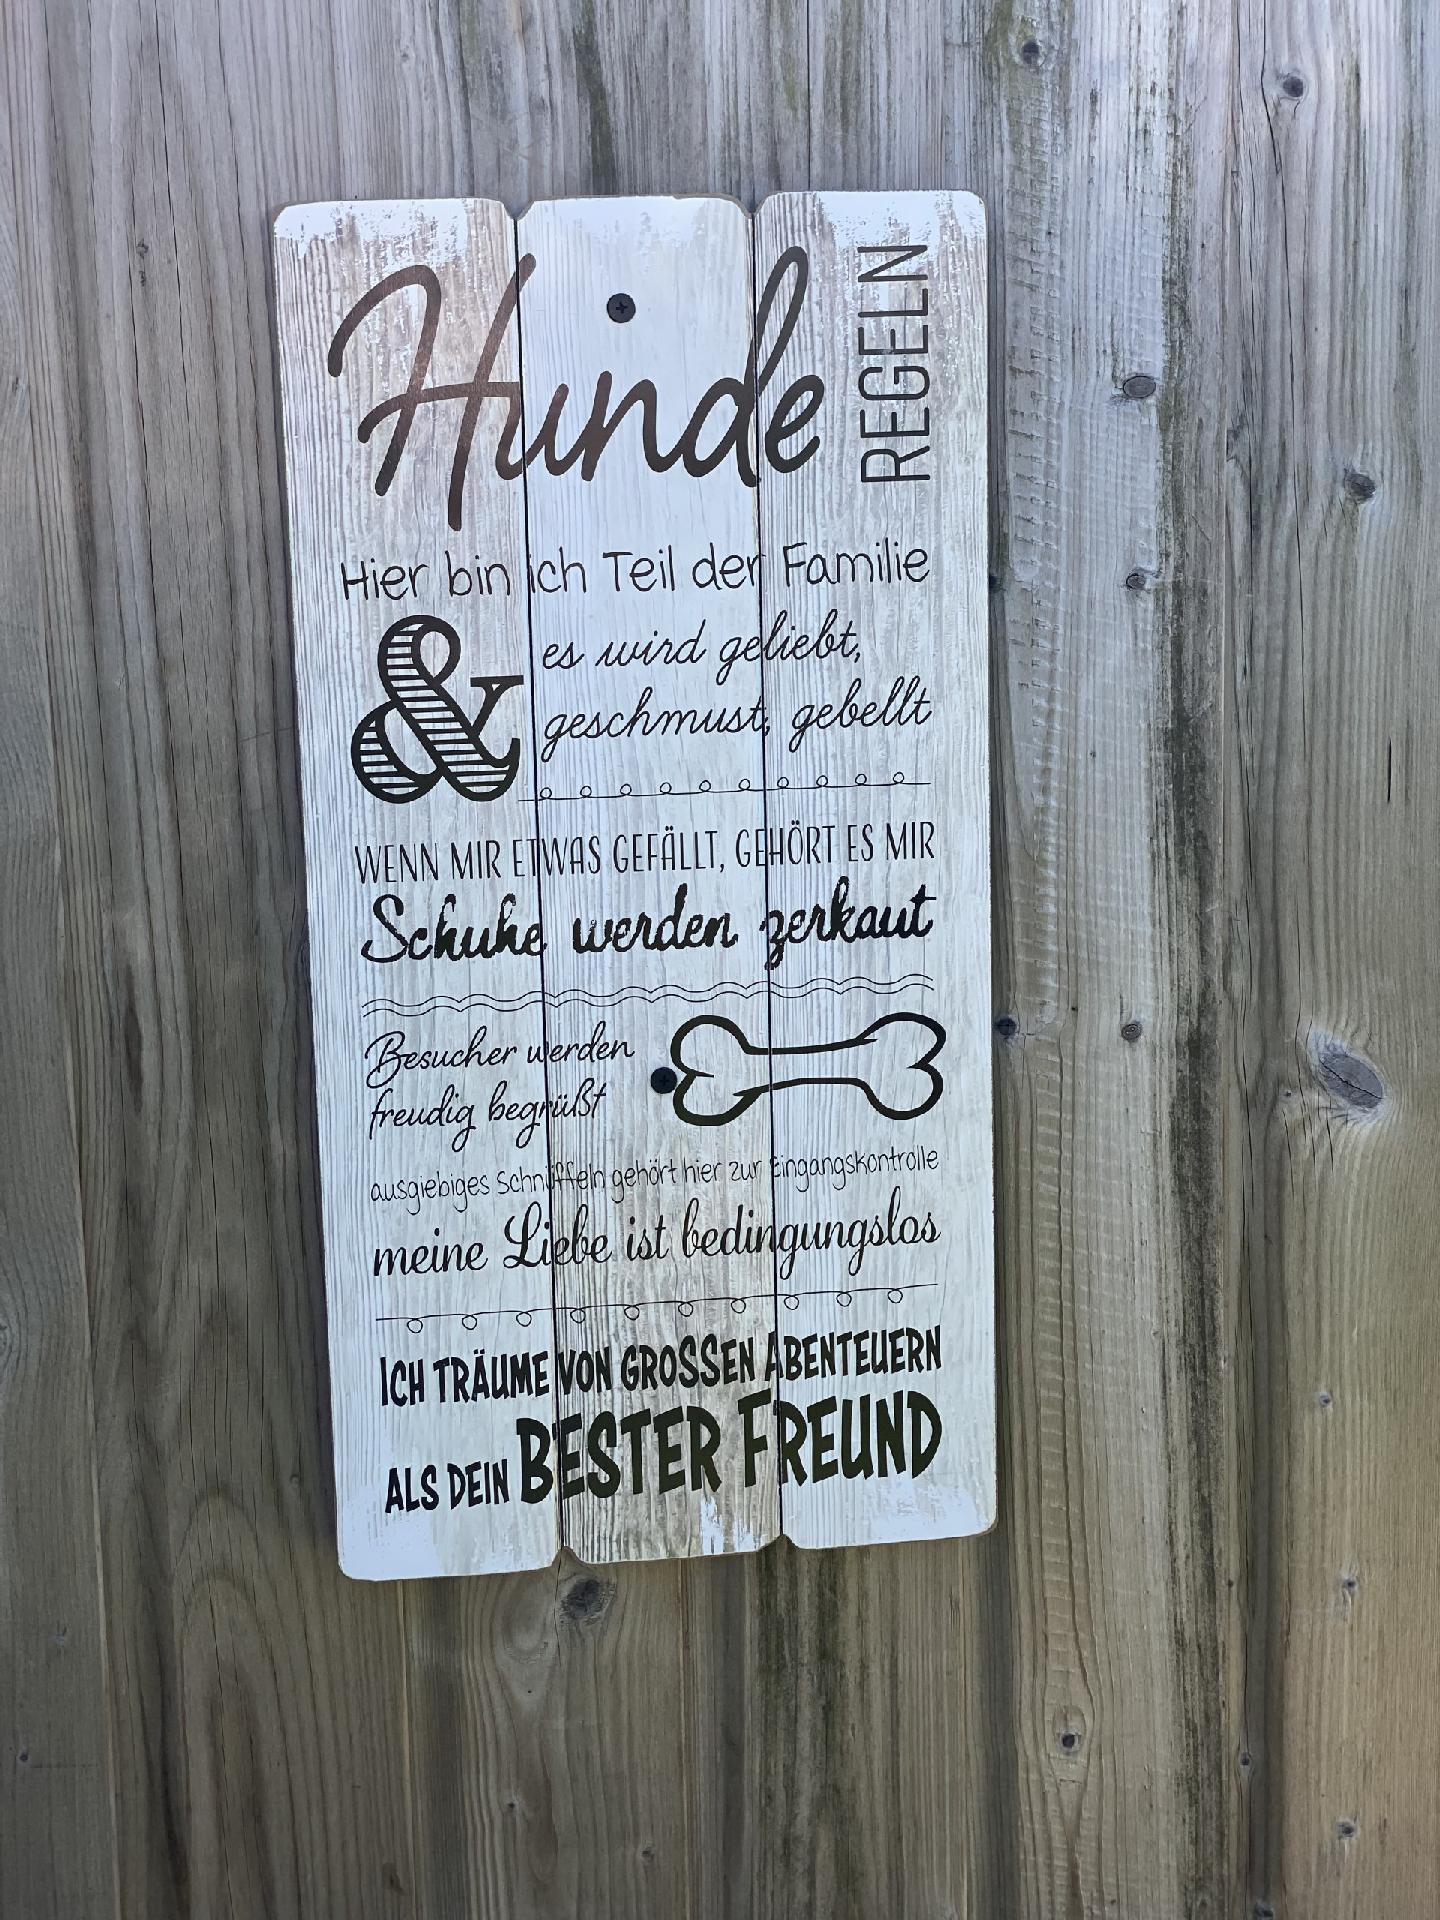 Hunde
REGELN
Hier bin ich Teil der Familie
&
es wird geliebt,
geschmust, gebellt
WENN MIR ETWAS GEFÄLLT, GEHÖRT ES MIR
Schuhe werden zerkaut
Besucher werden
freudig begrüßt
ausgiebiges Schnüffeln gehört hier zur Eingangskontrolle
meine Liebe ist bedingungslos
ICH TRÄUME VON GROSSEN ABENTEUERN
ALS DEIN BESTER FREUND